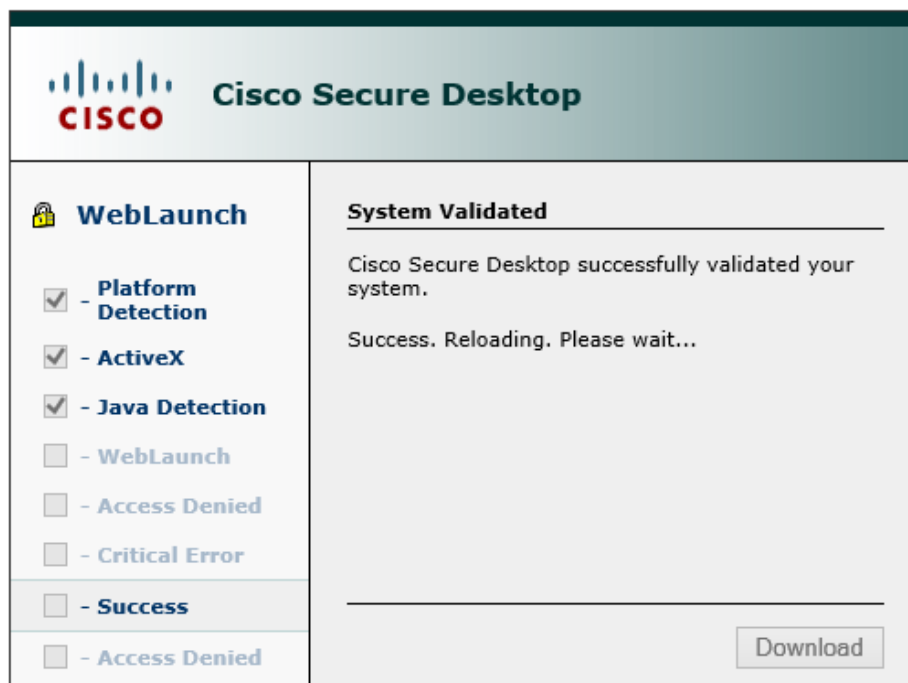 CISCO
Cisco Secure Desktop
WebLaunch
- Platform
Detection
- ActiveX
- Java Detection
- WebLaunch
- Access Denied
- Critical Error
- Success
- Access Denied
System Validated
Cisco Secure Desktop successfully validated your
system.
Success. Reloading. Please wait...
Download